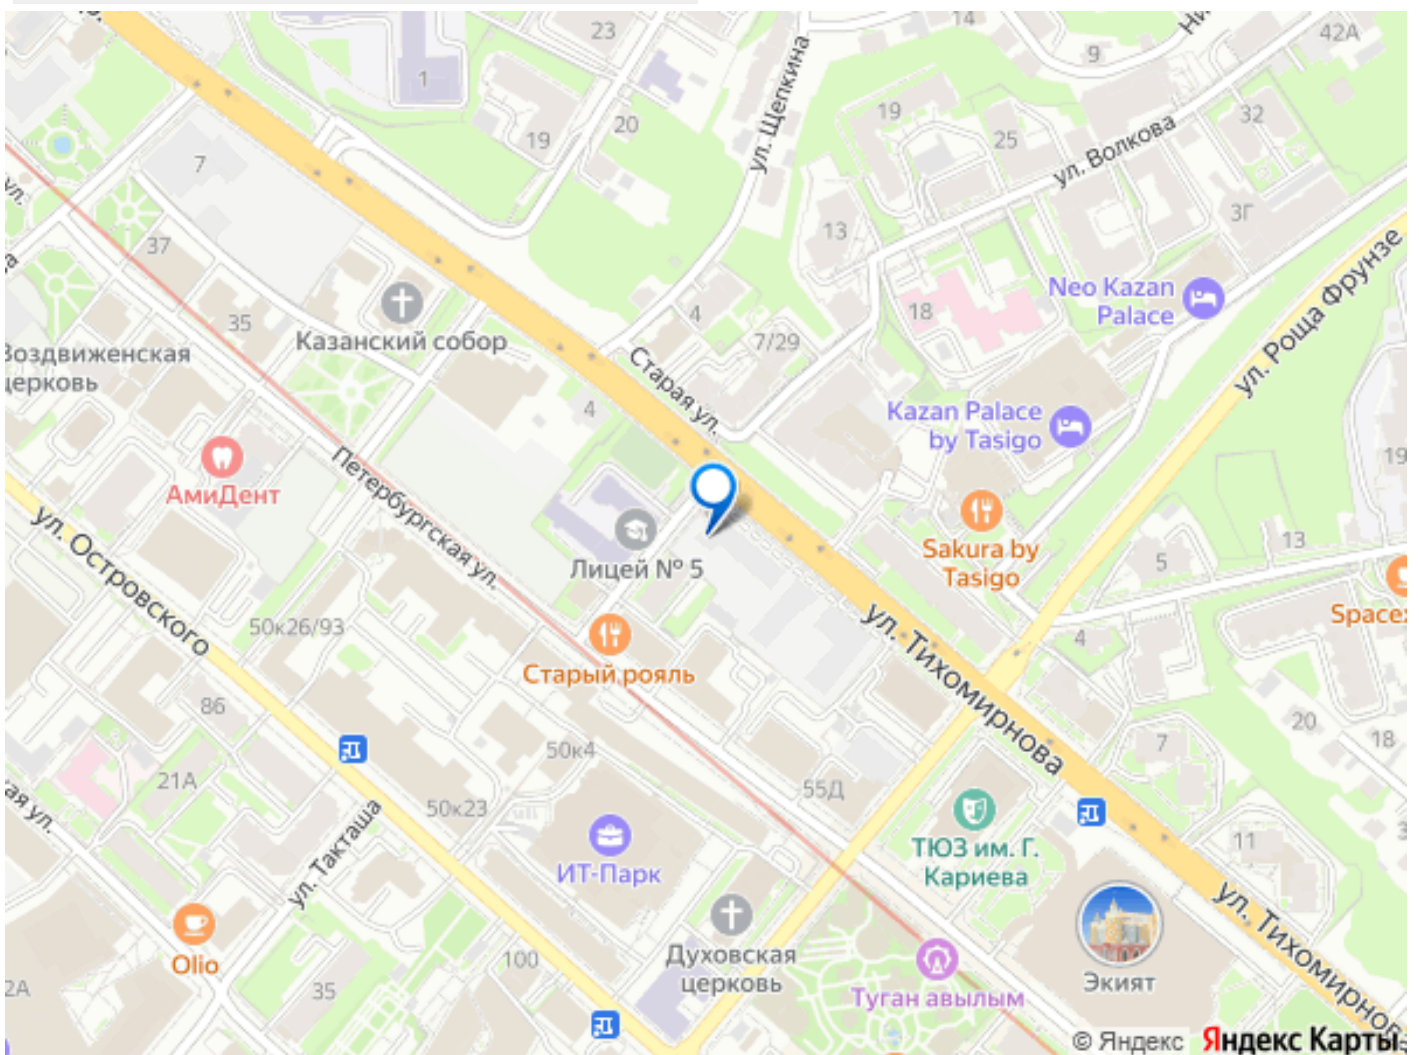 23
14
42А
9
1
19
20
ул. Щепкина
19
25
32
ул. Волкова
7
37
13
3Г
35
Казанский собор
4
7/29
18
Neo Kazan
Palace
ул. Роща Фрунзе
Воздвиженская
церковь
Старая ул.
4
Kazan Palace
by Tasigo
АмиДент
Петербургская ул.
19
ул. Островского
Лицей № 5
Sakura by
Tasigo
5
13
50к26/93
Старый рояль
ул. Тихомирнова
4
86
50к4
7
20
18
21А
50к23
55Д
ул. Такташа
ИТ-Парк
ТЮЗ им. Г.
Кариева
11
Olio
100
35
Духовская
церковь
Туган авылым
Экият
ул. Тихомирнова
2А
© Яндекс Яндекс Карты